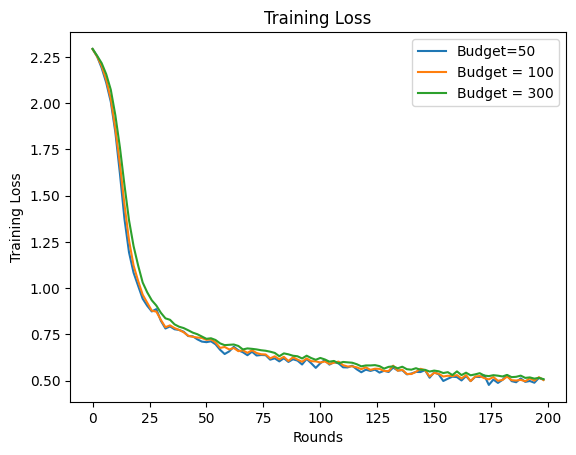 Training Loss
Budget=50
Budget = 100
Budget = 300
Training Loss
2.25
2.00
1.75
1.50
1.25
1.00
0.75
0.50
0
25
50
75
100
125
150
175
200
Rounds